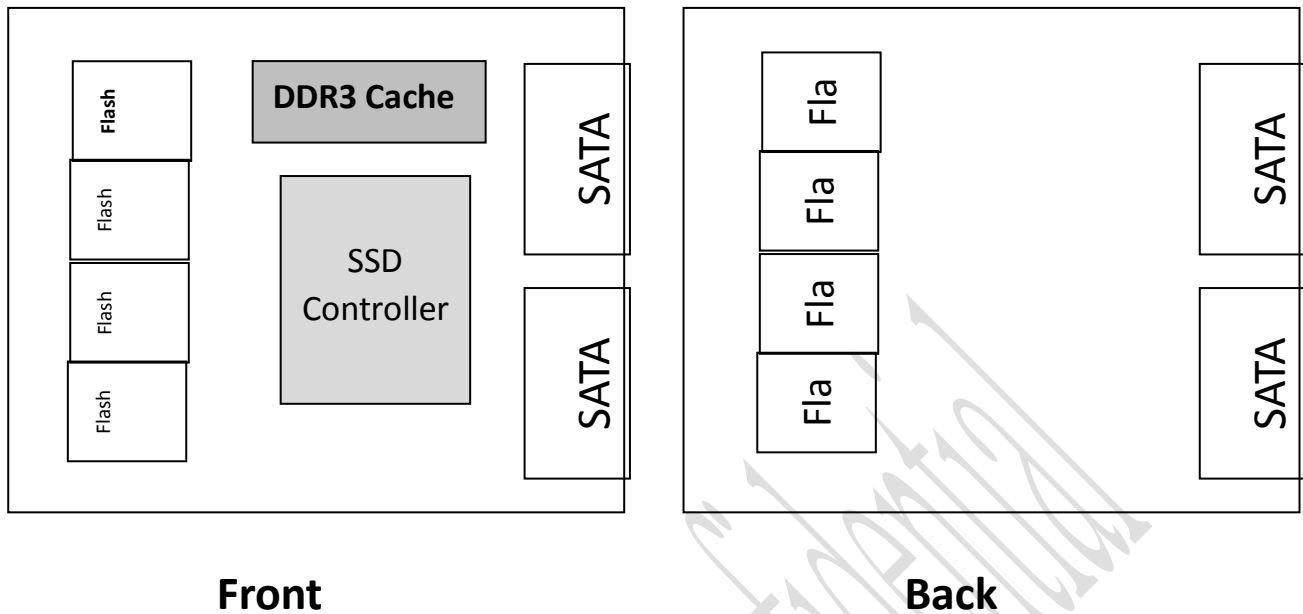 Flash
Flash
Flash
Flash
DDR3 Cache
SSD
Controller
SATA
SATA
Front
Fla
Fla
Fla
Fla
SATA
SATA
Back